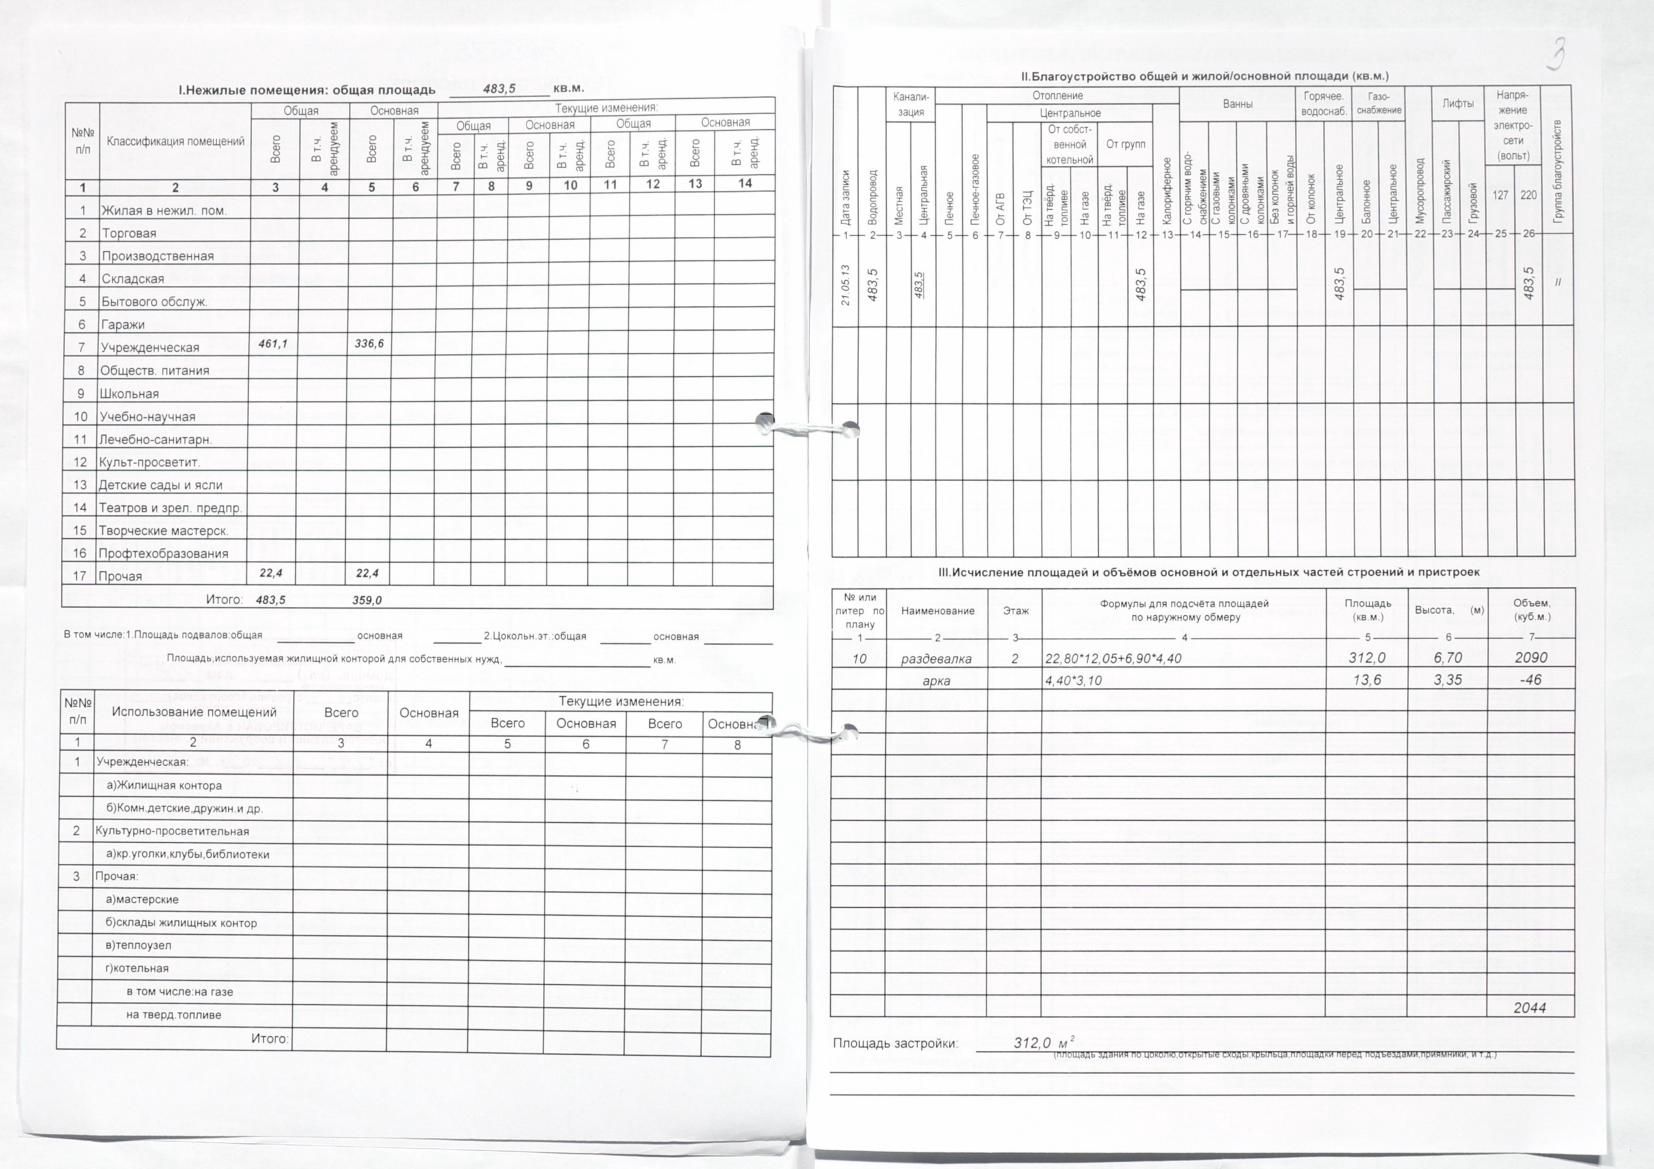 I.Нежилые помещения: общая площадь 483,5 кв.м.
№№ п/п Классификация помещений Общая Основная Текущие изменения:
Общая Основная Общая Основная
Всего В т.ч. арендуеем Всего В т.ч. арендуеем Всего В т.ч. аренд. Всего В т.ч. аренд. Всего В т.ч. аренд. Всего В т.ч. аренд.
1 2 3 4 5 6 7 8 9 10 11 12 13 14
1 Жилая в нежил. пом.
2 Торговая
3 Производственная
4 Складская
5 Бытового обслуж.
6 Гаражи
7 Учрежденческая 461,1 336,6
8 Обществ. питания
9 Школьная
10 Учебно-научная
11 Лечебно-санитарн.
12 Культ-просветит.
13 Детские сады и ясли
14 Театров и зрел. предпр.
15 Творческие мастерск.
16 Профтехобразования
17 Прочая 22,4 22,4
Итого: 483,5 359,0
В том числе:1.Площадь подвалов:общая основная 2.Цокольн.эт.:общая основная
Площадь,используемая жилищной конторой для собственных нужд, кв.м.
№№ п/п Использование помещений Всего Основная Текущие изменения:
Всего Основная Всего Основная
1 2 3 4 5 6 7 8
1 Учрежденческая:
а)Жилищная контора
б)Комн.детские,дружин.и др.
2 Культурно-просветительная
а)кр.уголки,клубы,библиотеки
3 Прочая:
а)мастерские
б)склады жилищных контор
в)теплоузел
г)котельная
в том числе:на газе
на тверд.топливе
Итого:
3
II.Благоустройство общей и жилой/основной площади (кв.м.)
Дата записи Водопровод Канали-зация Отопление Ванны Горячее. водоснаб. Газо-снабжение Мусоропровод Лифты Напря-жение электро-сети (вольт) Группа благоустройств
Центральное
От собст-венной котельной От групп
Местная Центральная Печное Печное-газовое От АГВ От ТЭЦ На твёрд. топливе На газе На твёрд. топливе На газе Калориферное С горячим водо-снабжением С газовыми колонками С дровяными колонками Без колонок и горячей воды От колонок Центральное Балонное Центральное Пассажирский Грузовой 127 220
1 2 3 4 5 6 7 8 9 10 11 12 13 14 15 16 17 18 19 20 21 22 23 24 25 26
21.05.13 483,5 483,5 483,5 483,5 483,5 II
III.Исчисление площадей и объёмов основной и отдельных частей строений и пристроек
№ или литер по плану Наименование Этаж Формулы для подсчёта площадей по наружному обмеру Площадь (кв.м.) Высота, (м) Объем, (куб.м.)
1 2 3 4 5 6 7
10 раздевалка 2 22,80*12,05+6,90*4,40 312,0 6,70 2090
арка 4,40*3,10 13,6 3,35 -46
2044
Площадь застройки: 312,0 м²
(площадь здания по цоколю,открытые сходы,крыльца,площадки перед подъездами,приямники, и т.д.)